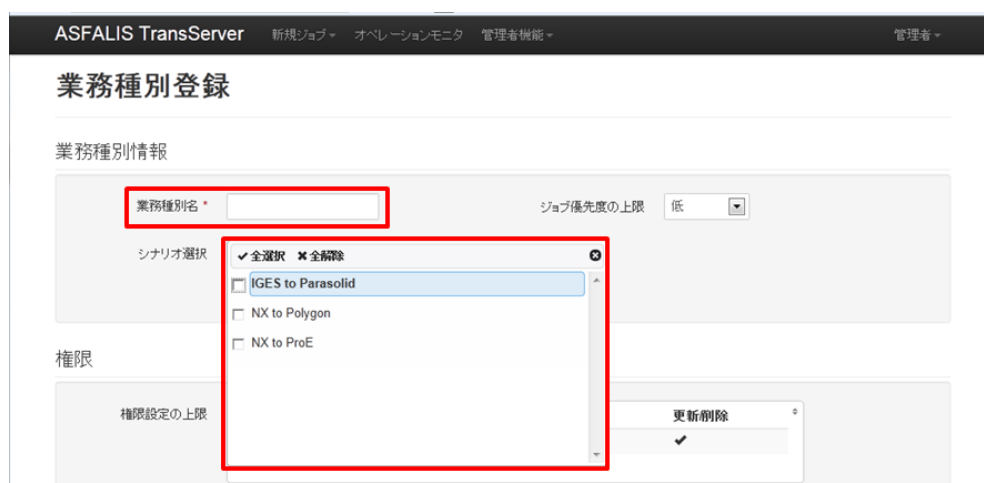 ASFALIS TransServer 新規ジョブ オペレーションモニタ 管理者機能 管理者
業務種別登録
業務種別情報
業務種別名 * ジョブ優先度の上限 低
シナリオ選択 全選択 全解除
IGES to Parasolid
NX to Polygon
NX to ProE
権限
権限設定の上限 更新/削除